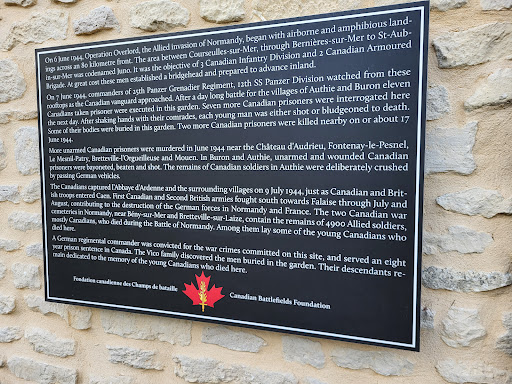 On 6 June 1944, Operation Overlord, the Allied invasion of Normandy, began with airborne and amphibious land-
ings across an 80 kilometre front. The area between Courseulles-sur-Mer, through Bernières-sur-Mer to St-Aub-
in-sur-Mer was codenamed Juno. It was the objective of 3 Canadian Infantry Division and 2 Canadian Armoured
Brigade. At great cost these men established a bridgehead and prepared to advance inland.
On 7 June 1944, commanders of 25th Panzer Grenadier Regiment, 12th SS Panzer Division watched from these
rooftops as the Canadian vanguard approached. After a day long battle for the villages of Authie and Buron eleven
Canadians taken prisoner were executed in this garden. Seven more Canadian prisoners were interrogated here
the next day. After shaking hands with their comrades, each young man was either shot or bludgeoned to death.
Some of their bodies were buried in this garden. Two more Canadian prisoners were killed nearby on or about 17
June 1944.
More unarmed Canadian prisoners were murdered in June 1944 near the Château d'Audrieu, Fontenay-le-Pesnel,
Le Mesnil-Patry, Bretteville-l'Orgueilleuse and Mouen. In Buron and Authie, unarmed and wounded Canadian
prisoners were bayoneted, beaten and shot. The remains of Canadian soldiers in Authie were deliberately crushed
by passing German vehicles.
The Canadians captured l'Abbaye d'Ardenne and the surrounding villages on 9 July 1944, just as Canadian and Brit-
ish troops entered Caen. First Canadian and Second British armies fought south towards Falaise through July and
August, contributing to the destruction of the German forces in Normandy and France. The two Canadian war
cemeteries in Normandy, near Bény-sur-Mer and Bretteville-sur-Laize, contain the remains of 4900 Allied soldiers,
mostly Canadians, who died during the Battle of Normandy. Among them lay some of the young Canadians who
died here.
A German regimental commander was convicted for the war crimes committed on this site, and served an eight
year prison sentence in Canada. The Vico family discovered the men buried in the garden. Their descendants re-
main dedicated to the memory of the young Canadians who died here.
Fondation canadienne des Champs de bataille
Canadian Battlefields Foundation